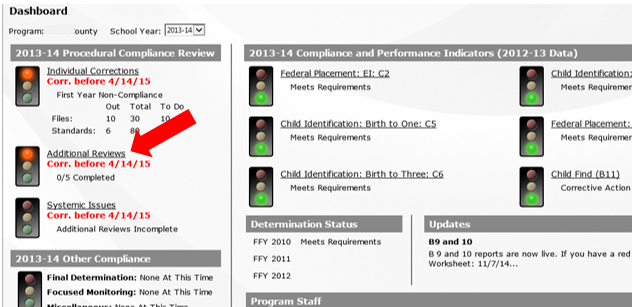 Dashboard
Program: ounty School Year: 2013-14
2013-14 Procedural Compliance Review
Individual Corrections
Corr. before 4/14/15
First Year Non-Compliance
Out Total To Do
Files: 10 30 10
Standards: 6
Additional Reviews
Corr. before 4/14/15
0/5 Completed
Systemic Issues
Corr. before 4/14/15
Additional Reviews Incomplete
2013-14 Other Compliance
Final Determination: None At This Time
Focused Monitoring: None At This Time
Miscellaneous: None At This Time
2013-14 Compliance and Performance Indicators (2012-13 Data)
Federal Placement: EI: C2
Meets Requirements
Child Identification: Birth to One: C5
Meets Requirements
Child Identification: Birth to Three: C6
Meets Requirements
Child Identification:
Meets Requiremen
Federal Placement:
Meets Requiremen
Child Find (B11)
Corrective Action
Determination Status
FFY 2010 Meets Requirements
FFY 2011
FFY 2012
Updates
B9 and 10
B 9 and 10 reports are now live. If you have a red
Worksheet: 11/7/14...
Program Staff